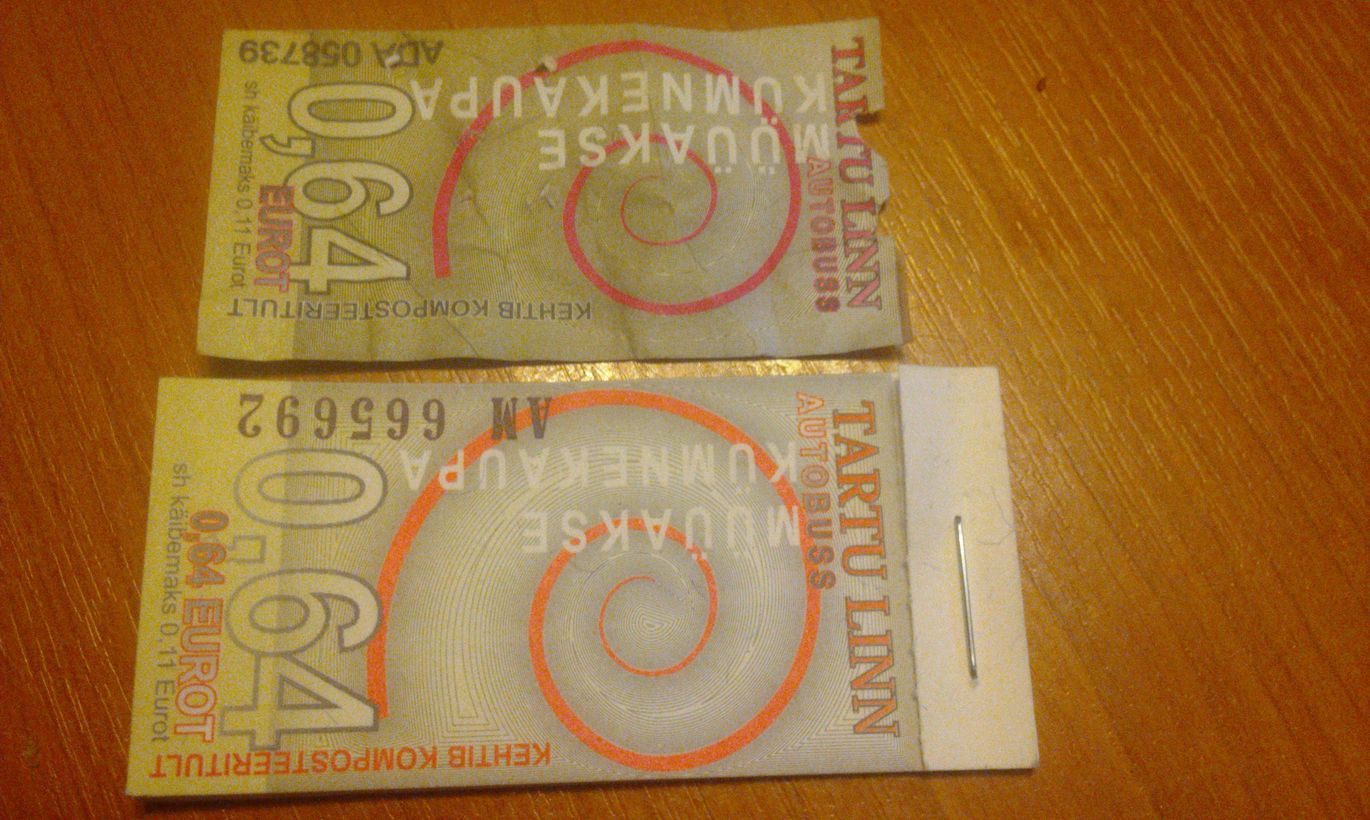 TARTU LINN
AUTOBUSS
MÜÜAKSE
KÜMNEKAUPA
KEHTIB KOMPOSTEERITULT
0,64
EUROT
sh käibemaks 0.11 Eurot
ADA 058739
TARTU LINN
AUTOBUSS
MÜÜAKSE
KÜMNEKAUPA
KEHTIB KOMPOSTEERITULT
0,64
0,64 EUROT
sh käibemaks 0.11 Eurot
AM 665692